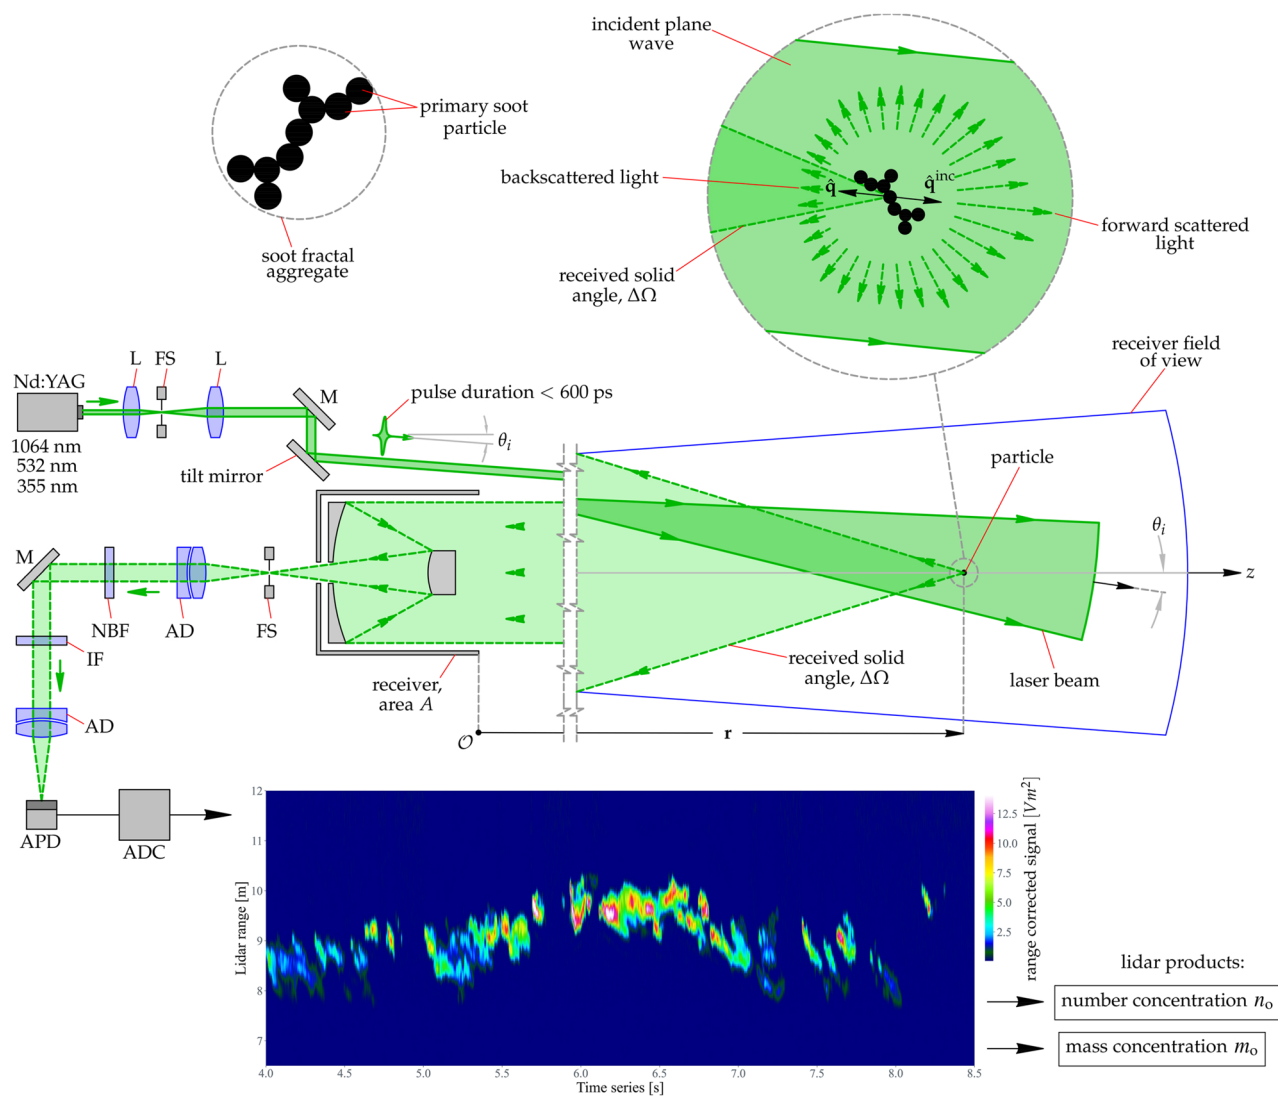 incident plane
wave
primary soot
particle
backscattered light
q̂
q̂ⁱⁿᶜ
forward scattered
light
soot fractal
aggregate
received solid
angle, ΔΩ
receiver field
of view
L
FS
L
Nd:YAG
M
pulse duration < 600 ps
θᵢ
1064 nm
532 nm
355 nm
tilt mirror
particle
θᵢ
M
z
NBF
AD
FS
IF
receiver,
area A
received solid
angle, ΔΩ
laser beam
AD
𝒪
r
APD
ADC
12
11
10
9
8
7
Lidar range [m]
4.0
4.5
5.0
5.5
6.0
6.5
7.0
7.5
8.0
8.5
Time series [s]
12.5
10.0
7.5
5.0
2.5
range corrected signal [Vm²]
lidar products:
number concentration nₒ
mass concentration mₒ